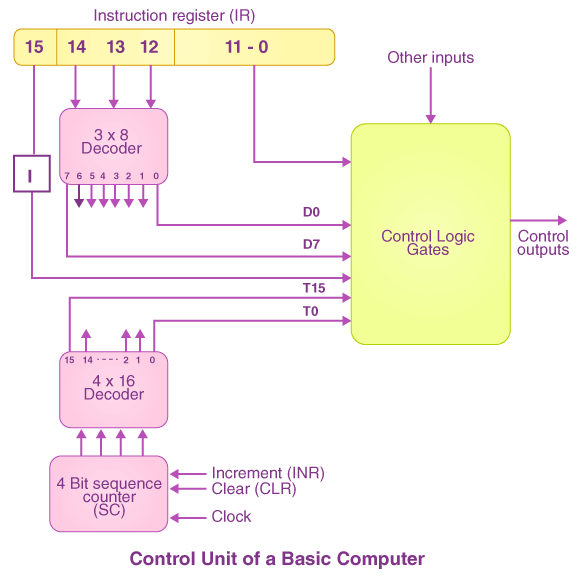 Instruction register (IR)
15 14 13 12 11 - 0
Other inputs
3 x 8
Decoder
7 6 5 4 3 2 1 0
I
D0
D7
Control Logic
Gates
Control
outputs
T15
T0
15 14 ---- 2 1 0
4 x 16
Decoder
4 Bit sequence
counter
(SC)
Increment (INR)
Clear (CLR)
Clock
Control Unit of a Basic Computer